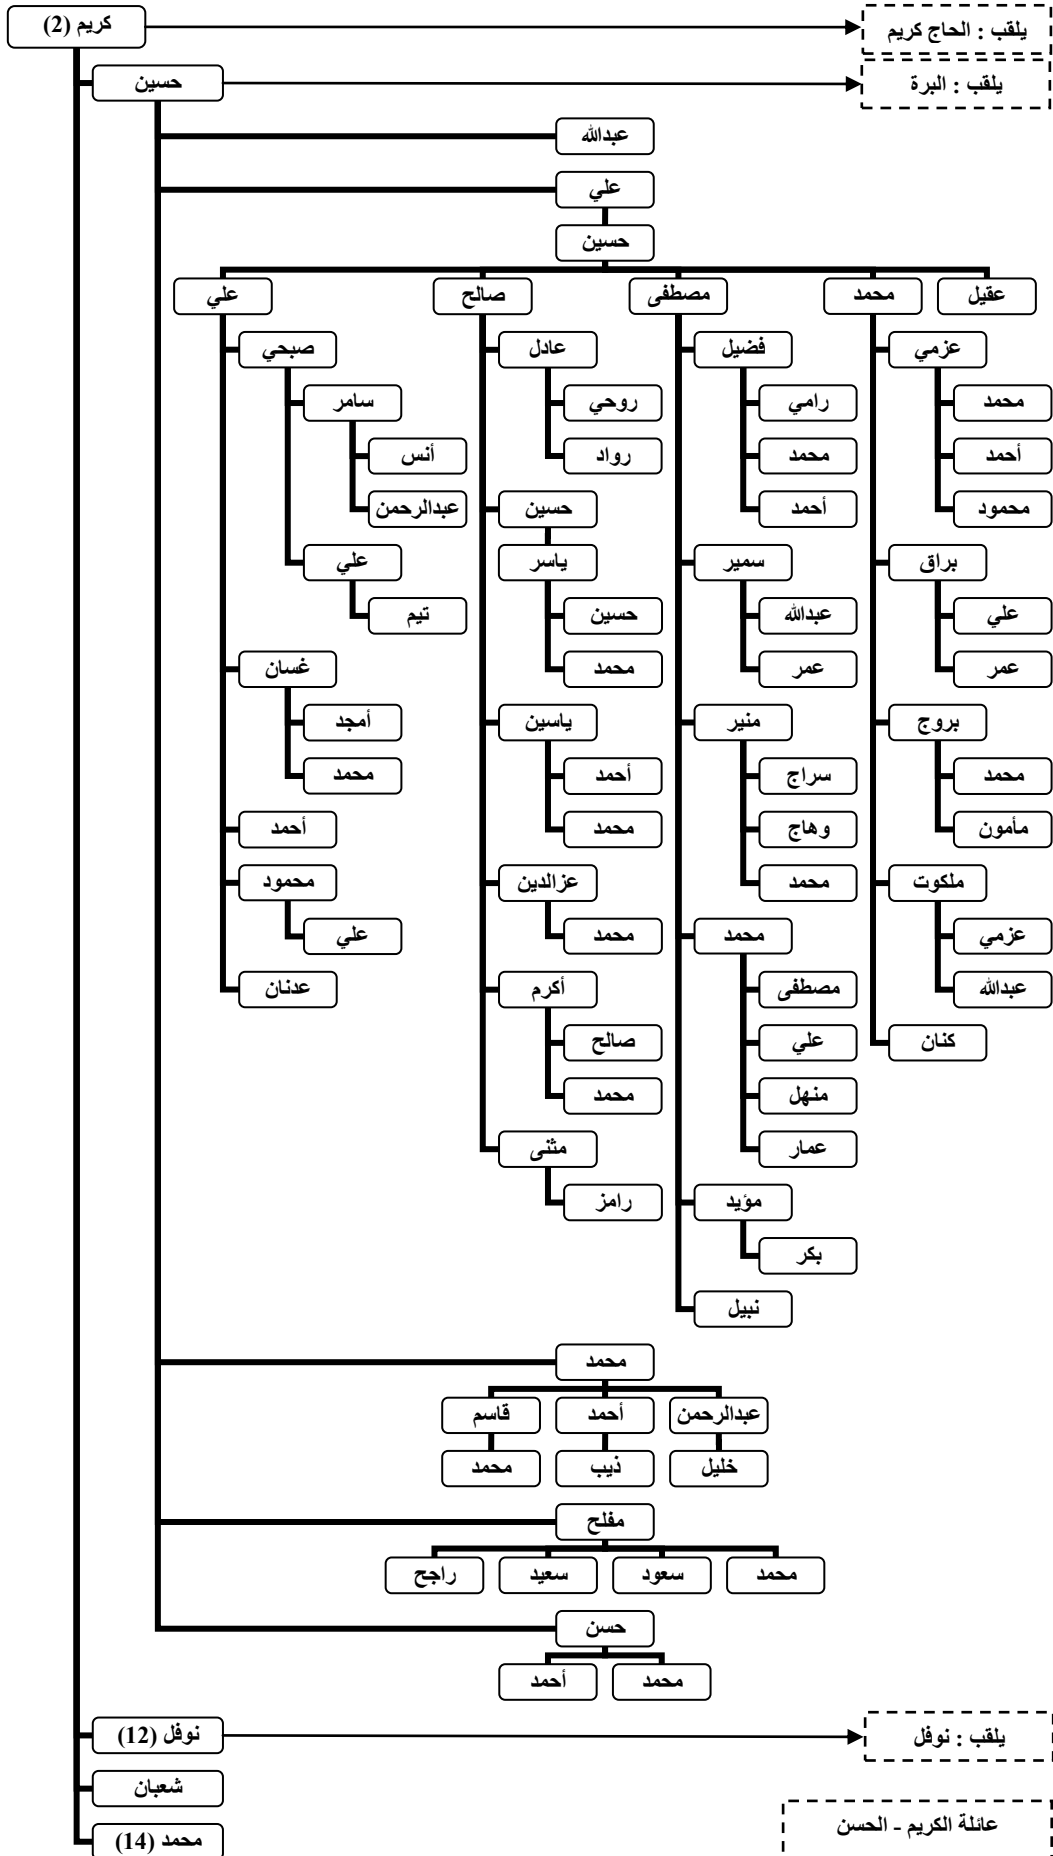 كريم (2)
يلقب : الحاج كريم
حسين
يلقب : البرة
عبدالله
علي
حسين
عقيل
محمد
مصطفى
صالح
علي
عزمي
فضيل
عادل
صبحي
محمد
رامي
روحي
سامر
أحمد
محمد
رواد
أنس
محمود
أحمد
حسين
عبدالرحمن
براق
سمير
ياسر
علي
علي
عبدالله
حسين
تيم
عمر
عمر
محمد
غسان
بروج
منير
ياسين
أمجد
محمد
سراج
أحمد
محمد
مأمون
وهاج
محمد
أحمد
ملكوت
محمد
عزالدين
محمود
عزمي
محمد
محمد
علي
عبدالله
مصطفى
أكرم
عدنان
كنان
علي
صالح
منهل
محمد
عمار
مثنى
مؤيد
رامز
بكر
نبيل
محمد
عبدالرحمن
أحمد
قاسم
خليل
ذيب
محمد
مفلح
محمد
سعود
سعيد
راجح
حسن
محمد
أحمد
نوفل (12)
يلقب : نوفل
شعبان
عائلة الكريم - الحسن
محمد (14)